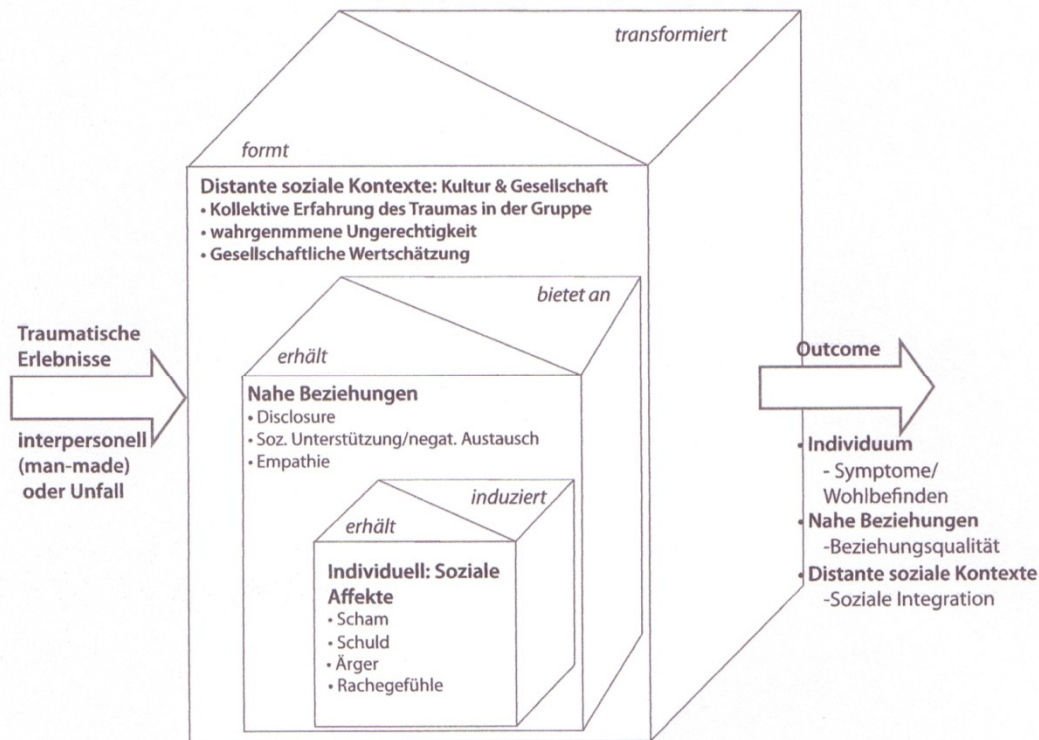 transformiert
formt
Distante soziale Kontexte: Kultur & Gesellschaft
• Kollektive Erfahrung des Traumas in der Gruppe
• wahrgenmmene Ungerechtigkeit
• Gesellschaftliche Wertschätzung
bietet an
erhält
Nahe Beziehungen
• Disclosure
• Soz. Unterstützung/negat. Austausch
• Empathie
induziert
erhält
Individuell: Soziale
Affekte
• Scham
• Schuld
• Ärger
• Rachegefühle
Traumatische
Erlebnisse
interpersonell
(man-made)
oder Unfall
Outcome
• Individuum
- Symptome/
Wohlbefinden
• Nahe Beziehungen
-Beziehungsqualität
• Distante soziale Kontexte
-Soziale Integration